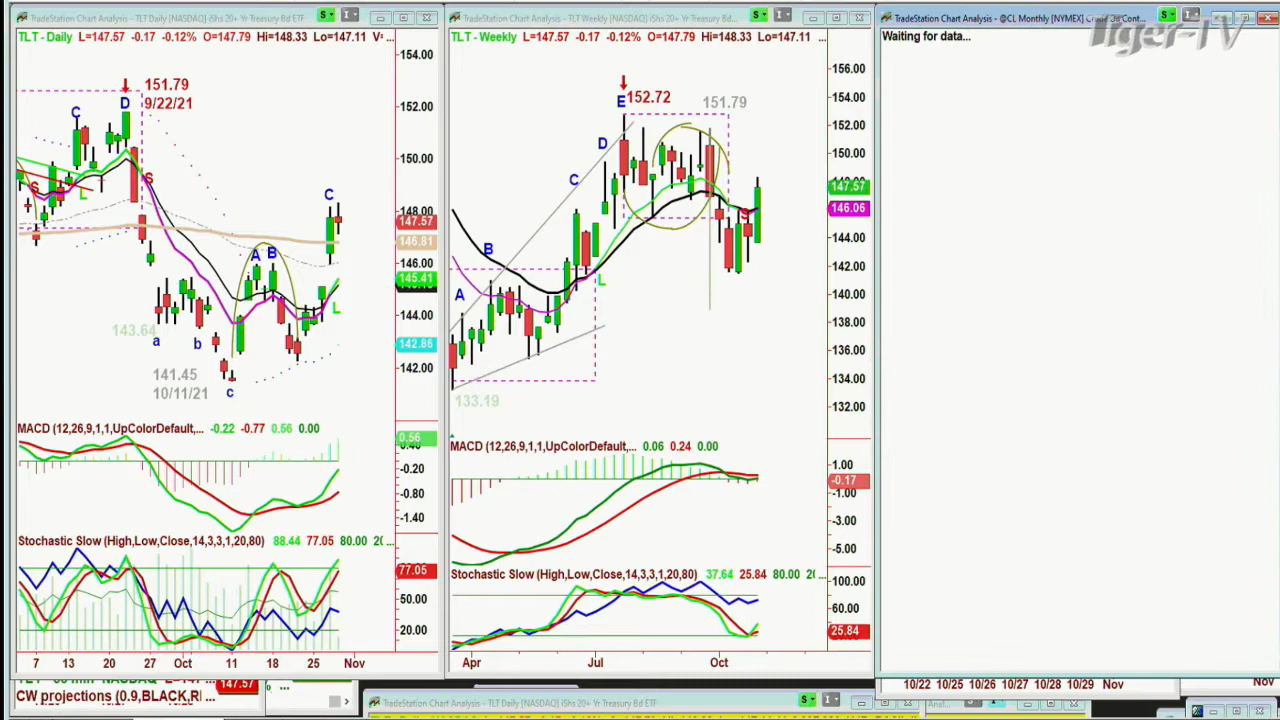 TradeStation Chart Analysis - TLT Daily [NASDAQ] iShs 20+ Yr Treasury Bd ETF
S
I
TLT - Daily L=147.57 -0.17 -0.12% O=147.79 Hi=148.33 Lo=147.11
154.00
152.00
150.00
148.00
147.57
146.81
146.00
145.41
144.00
142.86
142.00
151.79
9/22/21
C
D
S
S
L
C
A
B
L
143.64
a
b
141.45
10/11/21
c
MACD (12,26,9,1,1,UpColorDefault,... -0.22 -0.77 0.56 0.00
0.56
0.40
-0.20
-0.80
-1.40
Stochastic Slow (High,Low,Close,14,3,3,1,20,80) 88.44 77.05 80.00 20
77.05
50.00
20.00
7 13 20 27 Oct 11 18 25 Nov
TradeStation Chart Analysis - TLT Weekly [NASDAQ] iShs 20+ Yr Treasury Bd ETF
S
I
TLT - Weekly L=147.57 -0.17 -0.12% O=147.79 Hi=148.33 Lo=147.11 ...
156.00
154.00
152.00
150.00
147.57
146.06
144.00
142.00
140.00
138.00
136.00
134.00
132.00
E 152.72
151.79
D
C
B
A
S
L
133.19
MACD (12,26,9,1,1,UpColorDefault,... 0.06 0.24 0.00
1.00
-0.17
-1.00
-3.00
-5.00
Stochastic Slow (High,Low,Close,14,3,3,1,20,80) 37.64 25.84 80.00 20 ...
100.00
60.00
25.84
Apr Jul Oct
TradeStation Chart Analysis - @CL Monthly [NYMEX]
S
I
Tiger-TV
Waiting for data...
147.57
CW projections (0.9,BLACK,R
...
TradeStation Chart Analysis - TLT Daily [NASDAQ] iShs 20+ Yr Treasury Bd ETF
S
I
10/22 10/25 10/26 10/27 10/28 10/29 Nov
Nov